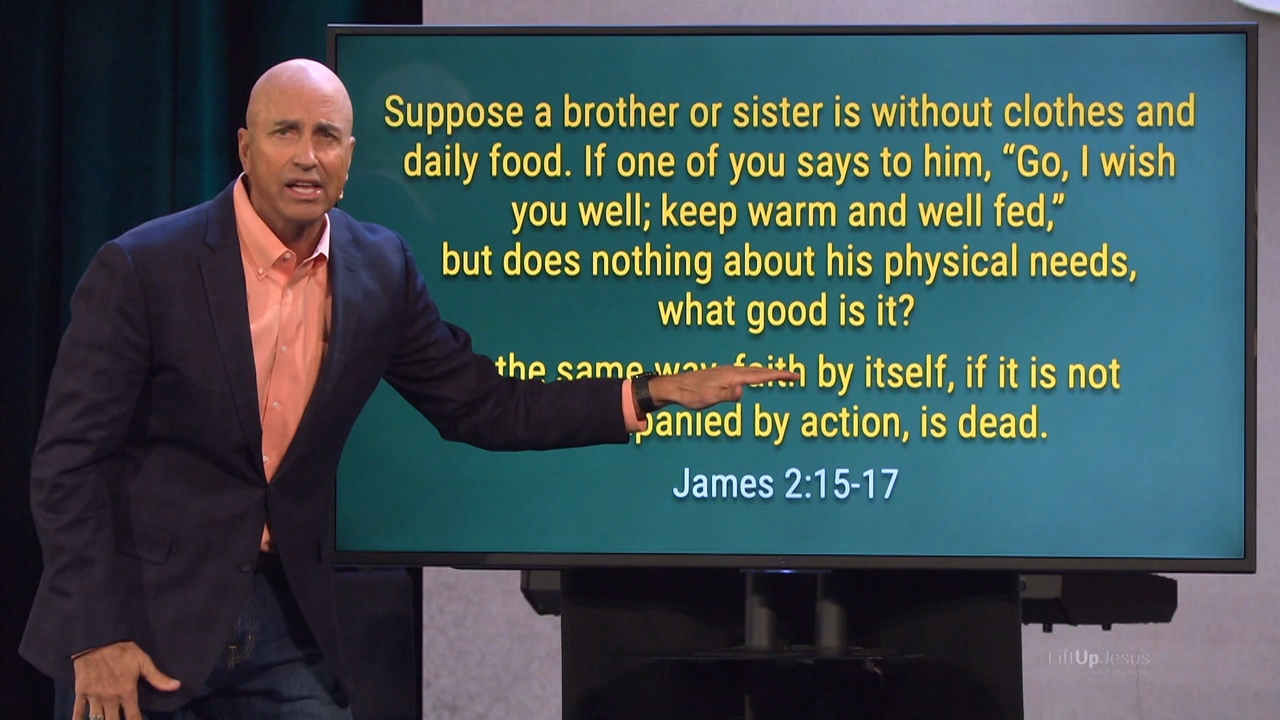 Suppose a brother or sister is without clothes and
daily food. If one of you says to him, “Go, I wish
you well; keep warm and well fed,”
but does nothing about his physical needs,
what good is it?
the same way, faith by itself, if it is not
panied by action, is dead.
James 2:15-17
LiftUpJesus